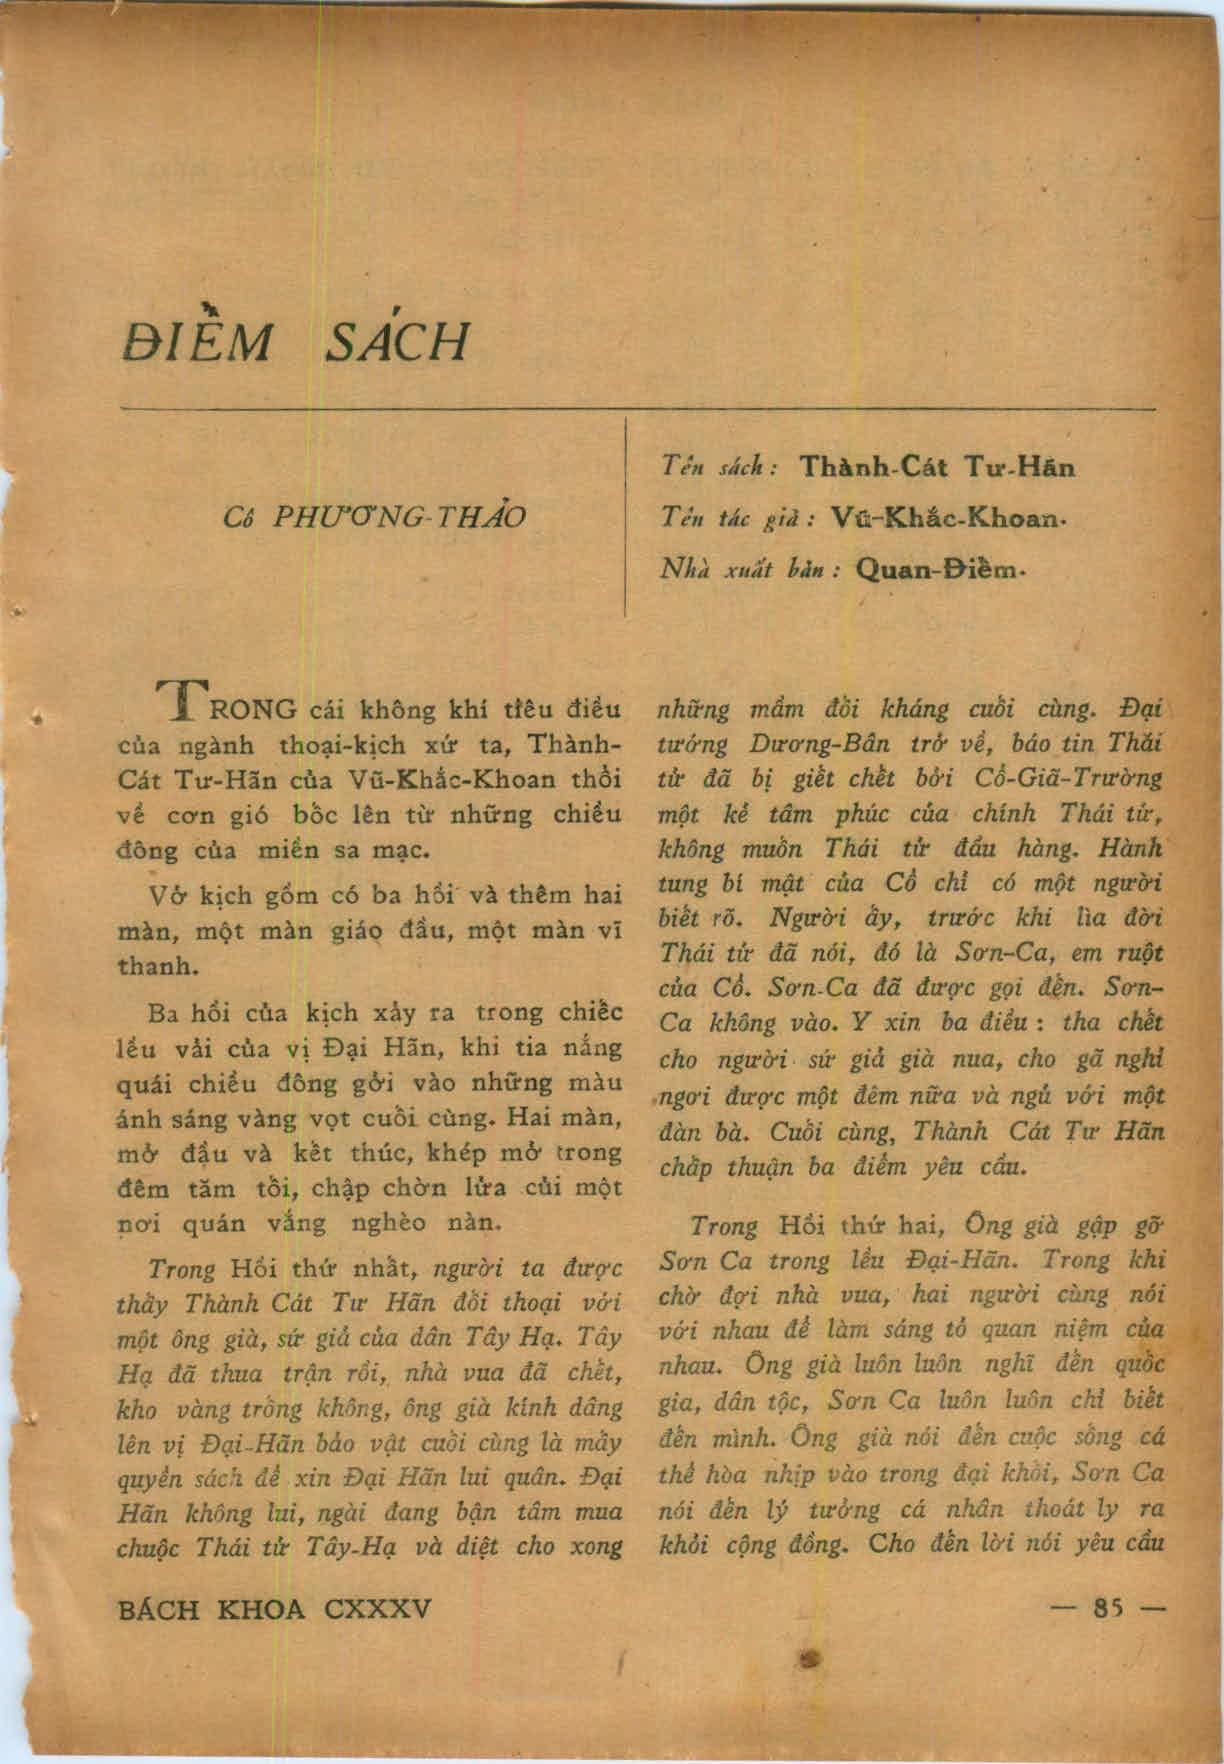 ĐIỂM SÁCH
Cô PHƯƠNG-THẢO
Tên sách : Thành-Cát Tư-Hãn
Tên tác giả : Vũ-Khắc-Khoan.
Nhà xuất bản : Quan-Điểm.
TRONG cái không khí tiêu điều
của ngành thoại-kịch xứ ta, Thành-
Cát Tư-Hãn của Vũ-Khắc-Khoan thổi
về cơn gió bốc lên từ những chiều
đông của miền sa mạc.
Vở kịch gồm có ba hồi và thêm hai
màn, một màn giáo đầu, một màn vĩ
thanh.
Ba hồi của kịch xảy ra trong chiếc
lều vải của vị Đại Hãn, khi tia nắng
quái chiều đông gởi vào những màu
ánh sáng vàng vọt cuối cùng. Hai màn,
mở đầu và kết thúc, khép mở trong
đêm tăm tối, chập chờn lửa củi một
nơi quán vắng nghèo nàn.
Trong Hồi thứ nhất, người ta được
thấy Thành Cát Tư Hãn đối thoại với
một ông già, sứ giả của dân Tây Hạ. Tây
Hạ đã thua trận rồi, nhà vua đã chết,
kho vàng trống không, ông già kính dâng
lên vị Đại-Hãn bảo vật cuối cùng là mấy
quyển sách để xin Đại Hãn lui quân. Đại
Hãn không lui, ngài đang bận tâm mua
chuộc Thái tử Tây-Hạ và diệt cho xong
những mầm đối kháng cuối cùng. Đại
tướng Dương-Bân trở về, báo tin Thái
tử đã bị giết chết bởi Cổ-Giã-Trường
một kẻ tâm phúc của chính Thái tử,
không muốn Thái tử đầu hàng. Hành
tung bí mật của Cổ chỉ có một người
biết rõ. Người ấy, trước khi lìa đời
Thái tử đã nói, đó là Sơn-Ca, em ruột
của Cổ. Sơn-Ca đã được gọi đến. Sơn-
Ca không vào. Y xin ba điều : tha chết
cho người sứ giả già nua, cho gã nghỉ
ngơi được một đêm nữa và ngủ với một
đàn bà. Cuối cùng, Thành Cát Tư Hãn
chấp thuận ba điểm yêu cầu.
Trong Hồi thứ hai, Ông già gặp gỡ
Sơn Ca trong lều Đại-Hãn. Trong khi
chờ đợi nhà vua, hai người cùng nói
với nhau để làm sáng tỏ quan niệm của
nhau. Ông già luôn luôn nghĩ đến quốc
gia, dân tộc, Sơn Ca luôn luôn chỉ biết
đến mình. Ông già nói đến cuộc sống cá
thể hòa nhịp vào trong đại khối, Sơn Ca
nói đến lý tưởng cá nhân thoát ly ra
khỏi cộng đồng. Cho đến lời nói yêu cầu
BÁCH KHOA CXXXV
— 85 —